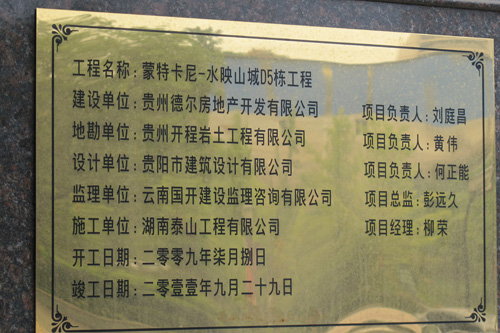 工程名称：蒙特卡尼-水映山城D5栋工程
建设单位：贵州德尔房地产开发有限公司 项目负责人：刘庭昌
地勘单位：贵州开程岩土工程有限公司 项目负责人：黄伟
设计单位：贵阳市建筑设计有限公司 项目负责人：何正能
监理单位：云南国开建设监理咨询有限公司 项目总监：彭远久
施工单位：湖南泰山工程有限公司 项目经理：柳荣
开工日期：二零零九年柒月捌日
竣工日期：二零壹壹年九月二十九日